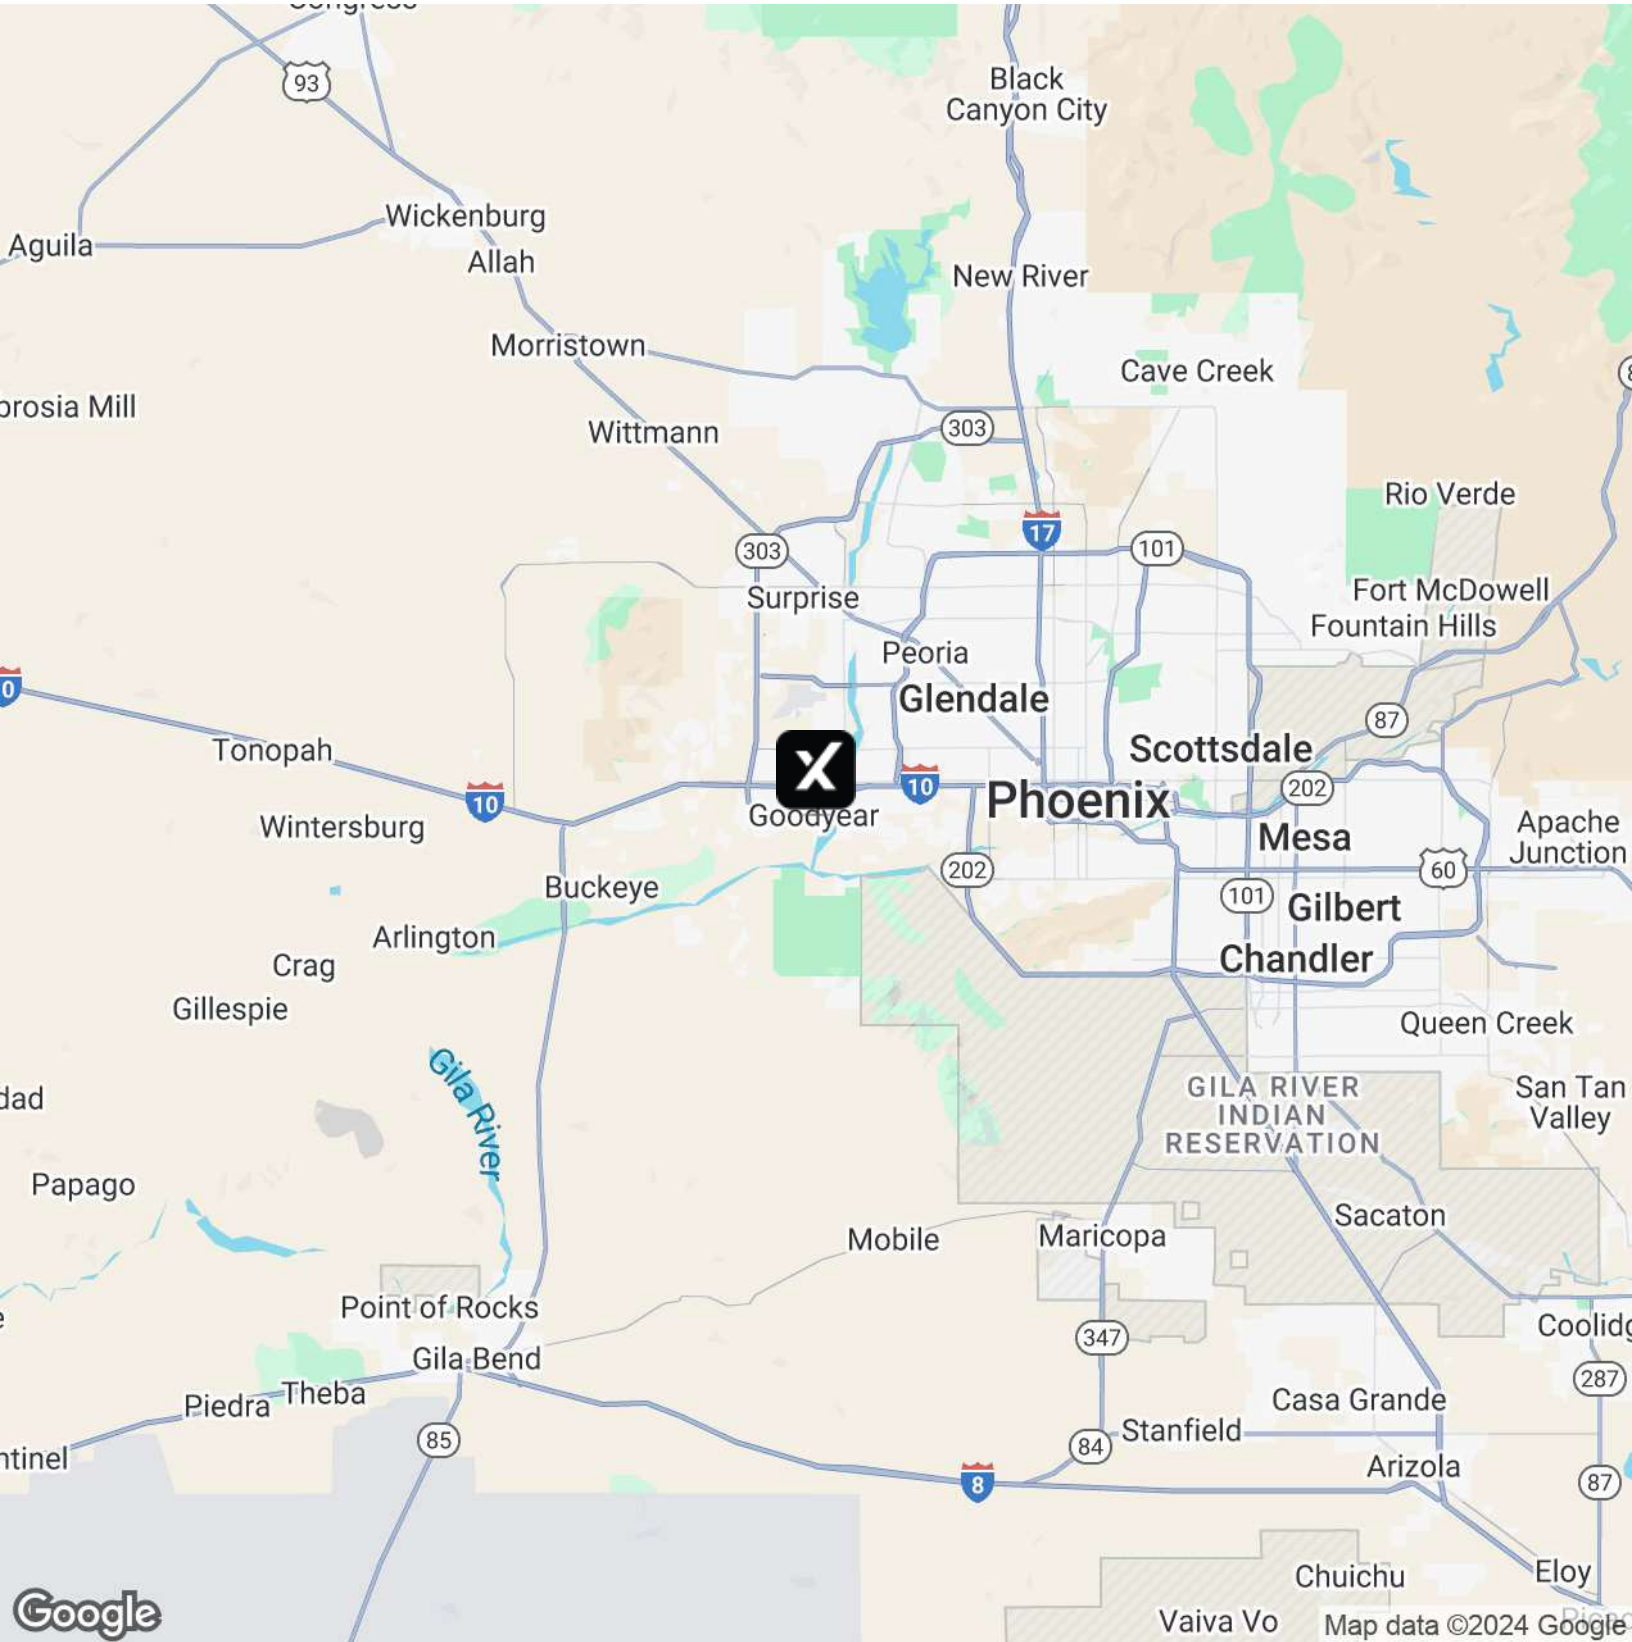 Congress
93
Black
Canyon City
Wickenburg
Aguila
Allah
New River
Morristown
Cave Creek
brosia Mill
303
Wittmann
Rio Verde
17
303
101
Surprise
Fort McDowell
Fountain Hills
Peoria
0
Glendale
87
Tonopah
Scottsdale
X
10
10
202
Phoenix
Goodyear
Wintersburg
Mesa
Apache
Junction
202
60
Buckeye
101
Gilbert
Arlington
Chandler
Crag
Gillespie
Queen Creek
Gila River
GILA RIVER
INDIAN
RESERVATION
San Tan
Valley
dad
Papago
Sacaton
Mobile
Maricopa
Point of Rocks
Coolidg
347
Gila Bend
287
Theba
Piedra
Casa Grande
85
Stanfield
84
ntinel
Arizola
8
87
Eloy
Chuichu
Google
Vaiva Vo
Map data ©2024 Google